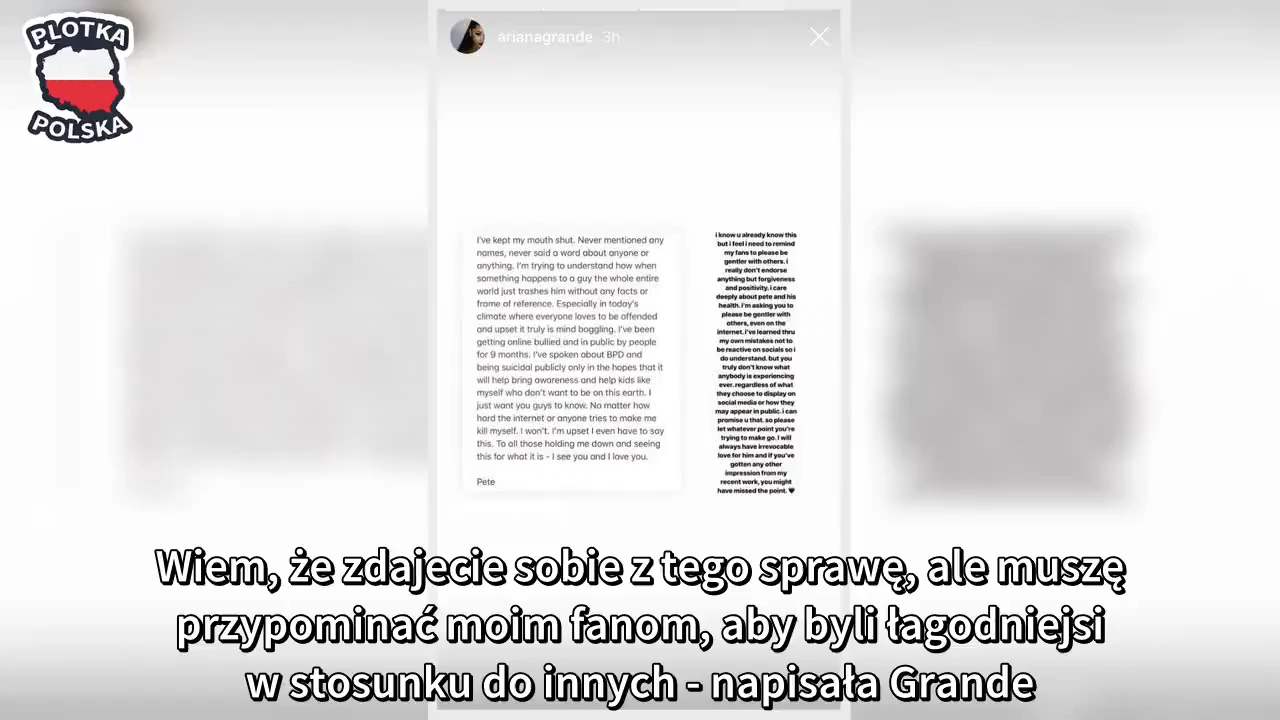 PLOTKA
POLSKA
arianagrande 3h
I've kept my mouth shut. Never mentioned any
names, never said a word about anyone or
anything. I'm trying to understand how when
something happens to a guy the whole entire
world just trashes him without any facts or
frame of reference. Especially in today's
climate where everyone loves to be offended
and upset it truly is mind boggling. I've been
getting online bullied and in public by people
for 9 months. I've spoken about BPD and
being suicidal publicly only in the hopes that it
will help bring awareness and help kids like
myself who don't want to be on this earth. I
just want you guys to know. No matter how
hard the internet or anyone tries to make me
kill myself. I won't. I'm upset I even have to say
this. To all those holding me down and seeing
this for what it is - I see you and I love you.
Pete
i know u already know this
but i feel i need to remind
my fans to please be
gentler with others. i
really don't endorse
anything but forgiveness
and positivity. i care
deeply about pete and his
health. i'm asking you to
please be gentler with
others, even on the
internet. i've learned thru
my own mistakes not to
be reactive on socials so i
do understand. but you
truly don't know what
anybody is experiencing
ever. regardless of what
they choose to display on
social media or how they
may appear in public. i can
promise u that. so please
let whatever point you're
trying to make go. I will
always have irrevocable
love for him and if you've
gotten any other
impression from my
recent work, you might
have missed the point. 🖤
Wiem, że zdajecie sobie z tego sprawę, ale muszę
przypominać moim fanom, aby byli łagodniejsi
w stosunku do innych - napisała Grande